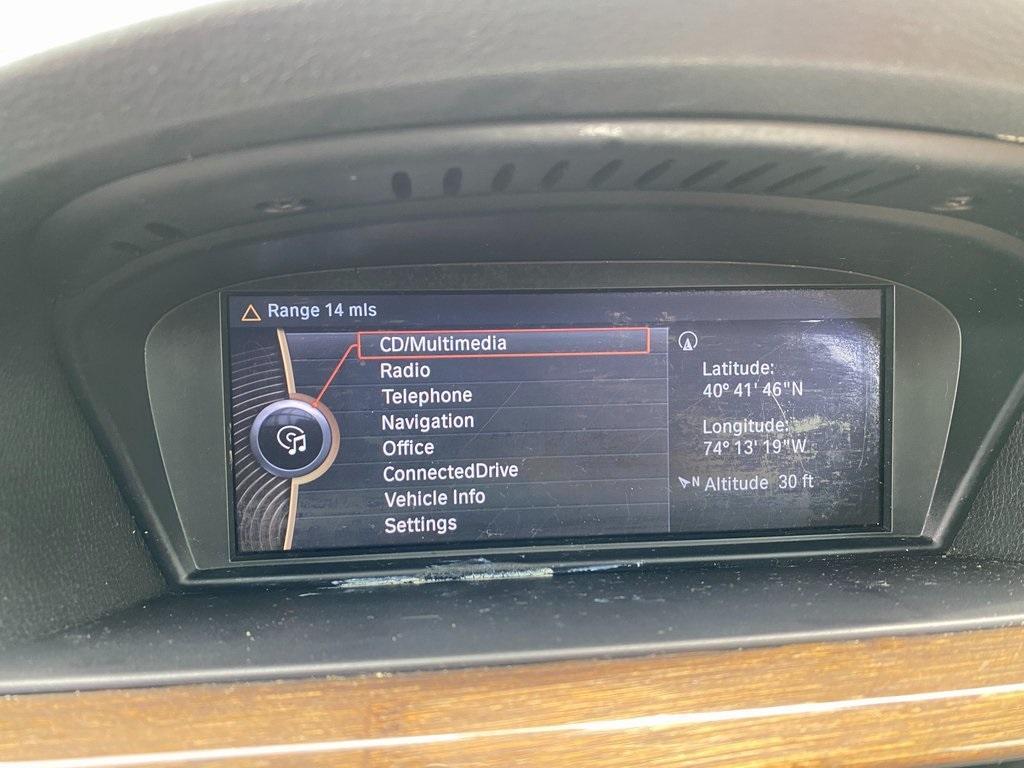 Range 14 mls
CD/Multimedia
Radio
Telephone
Navigation
Office
ConnectedDrive
Vehicle Info
Settings
Latitude:
40° 41' 46"N
Longitude:
74° 13' 19"W
N Altitude 30 ft